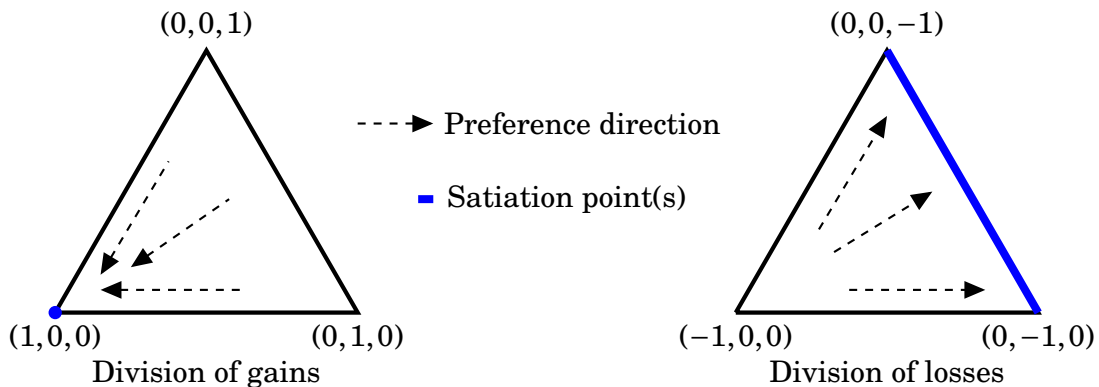 (0,0,1)
(0,0,−1)
Preference direction
Satiation point(s)
(1,0,0)
(0,1,0)
(−1,0,0)
(0,−1,0)
Division of gains
Division of losses